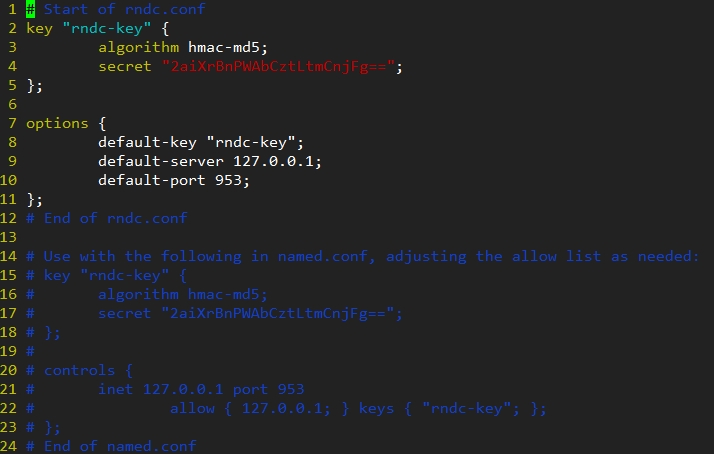 1 # Start of rndc.conf
2 key "rndc-key" {
3         algorithm hmac-md5;
4         secret "2aiXrBnPWAbCztLtmCnjFg==";
5 };
6
7 options {
8         default-key "rndc-key";
9         default-server 127.0.0.1;
10         default-port 953;
11 };
12 # End of rndc.conf
13
14 # Use with the following in named.conf, adjusting the allow list as needed:
15 # key "rndc-key" {
16 #       algorithm hmac-md5;
17 #       secret "2aiXrBnPWAbCztLtmCnjFg==";
18 # };
19 #
20 # controls {
21 #       inet 127.0.0.1 port 953
22 #               allow { 127.0.0.1; } keys { "rndc-key"; };
23 # };
24 # End of named.conf